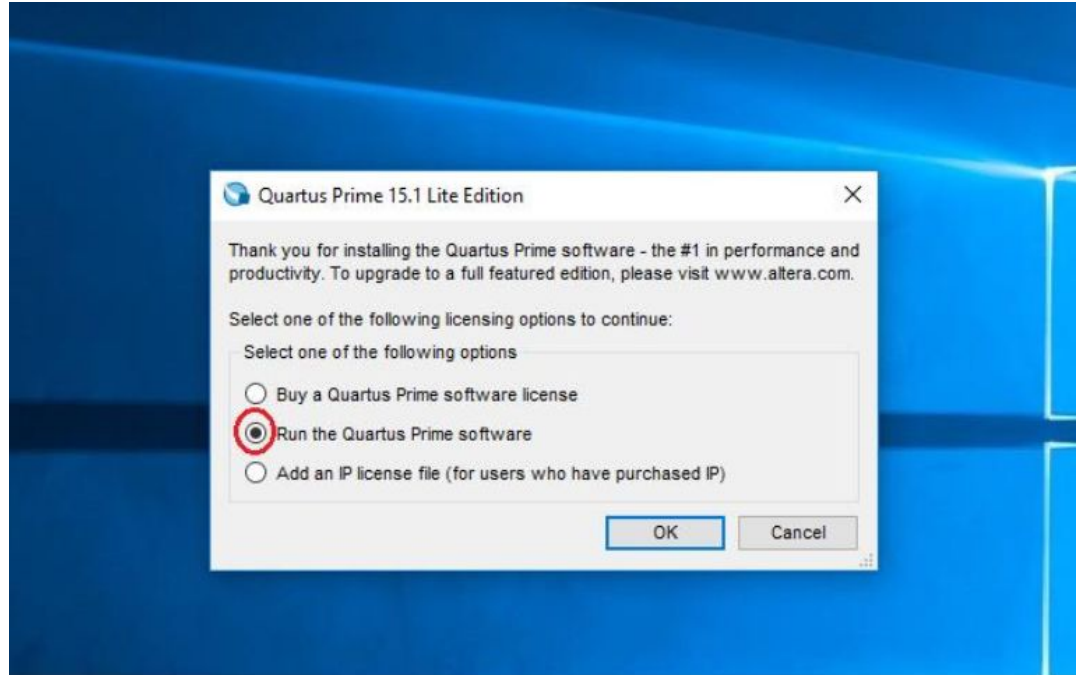 Quartus Prime 15.1 Lite Edition
Thank you for installing the Quartus Prime software - the #1 in performance and
productivity. To upgrade to a full featured edition, please visit www.altera.com.
Select one of the following licensing options to continue:
Select one of the following options
Buy a Quartus Prime software license
Run the Quartus Prime software
Add an IP license file (for users who have purchased IP)
OK Cancel